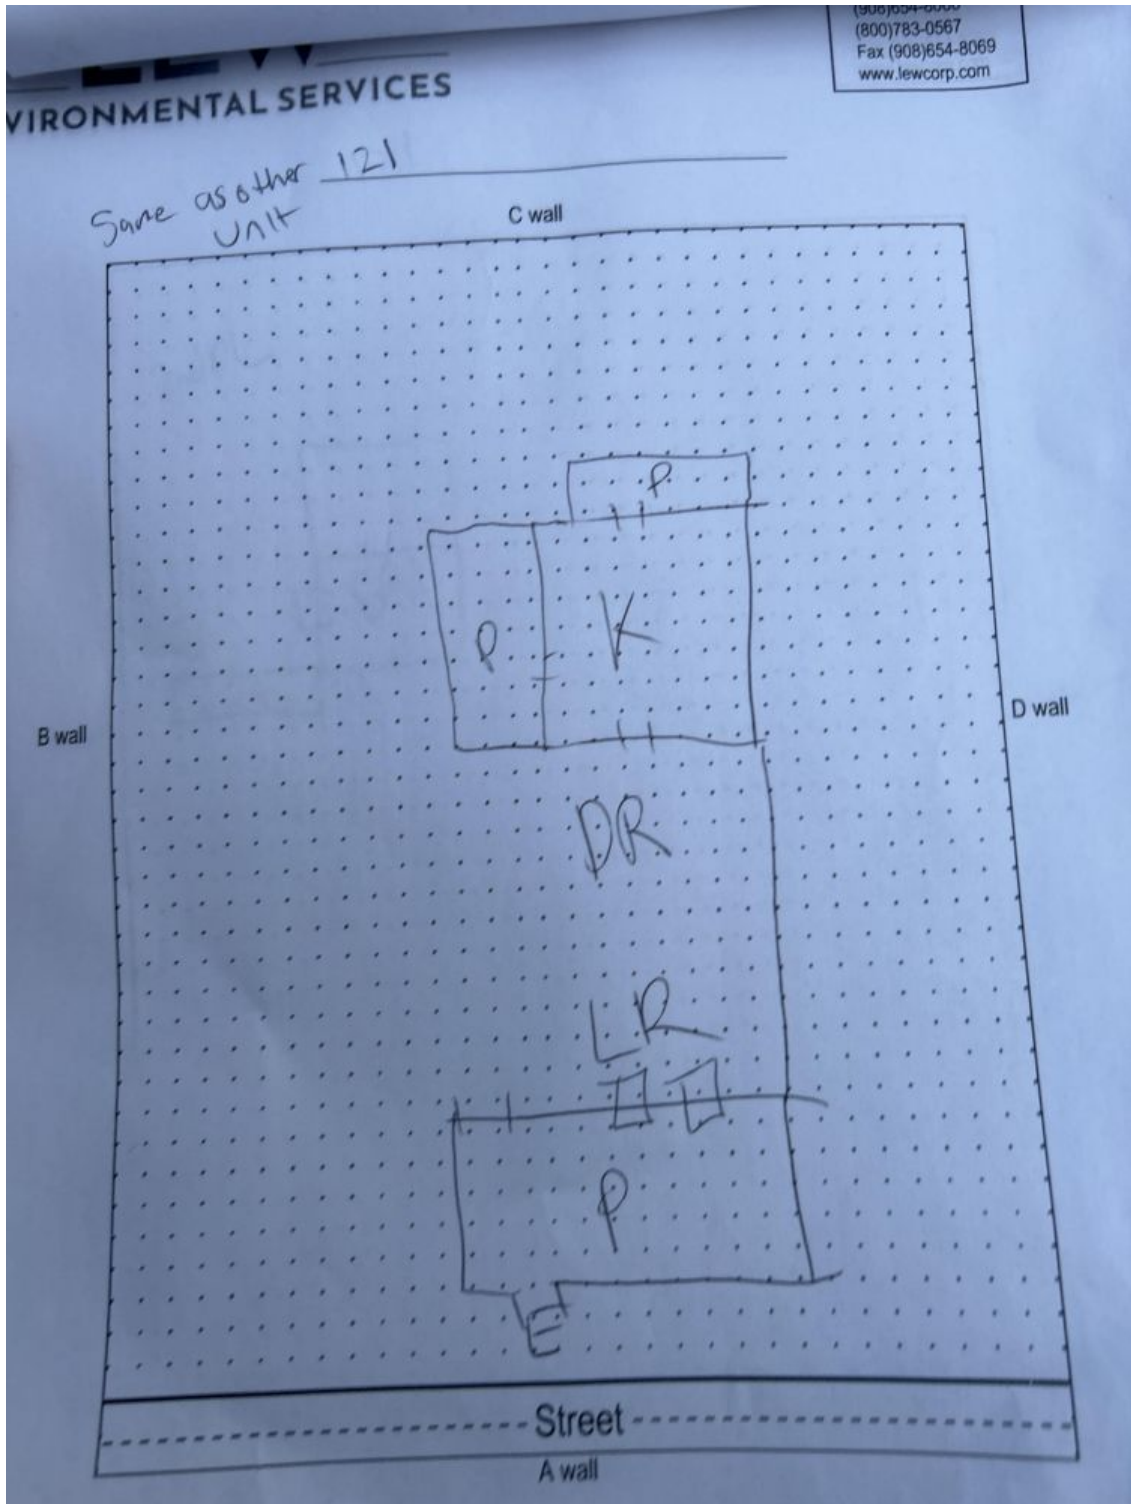 (800)783-0567
Fax (908)654-8069
www.lewcorp.com
VIRONMENTAL SERVICES
Same as other 121
Unit
C wall
P
P K
B wall
D wall
DR
LR
P
Street
A wall